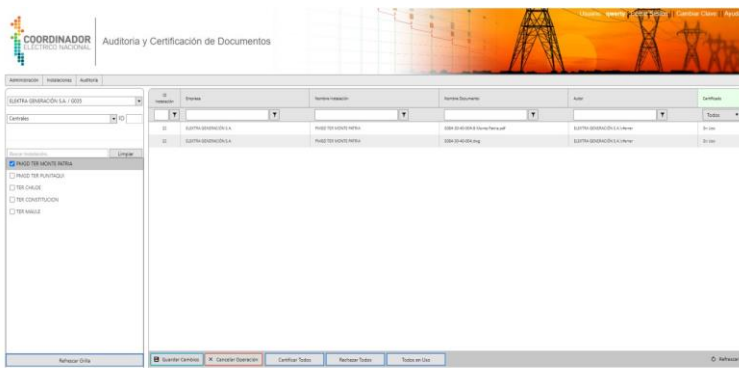 COORDINADOR
ELÉCTRICO NACIONAL
Auditoria y Certificación de Documentos
Cambiar Clave
Administración Instalaciones Auditoría
ELEKTRA GENERACIÓN S.A. / 0033
Centrales ID
Limpiar
PMGD TER MONTE PATRIA
PMGD TER PUNITAQUI
TER CHILOE
TER CONSTITUCION
TER MAULE
Refrescar Grilla
ID Instalación Empresa Nombre Instalación Nombre Documento Autor Certificado
Todos
ELEKTRA GENERACIÓN S.A. PMGD TER MONTE PATRIA En Uso
ELEKTRA GENERACIÓN S.A. PMGD TER MONTE PATRIA En Uso
Guardar Cambios Cancelar Operación Certificar Todos Rechazar Todos Todos en Uso Refrescar